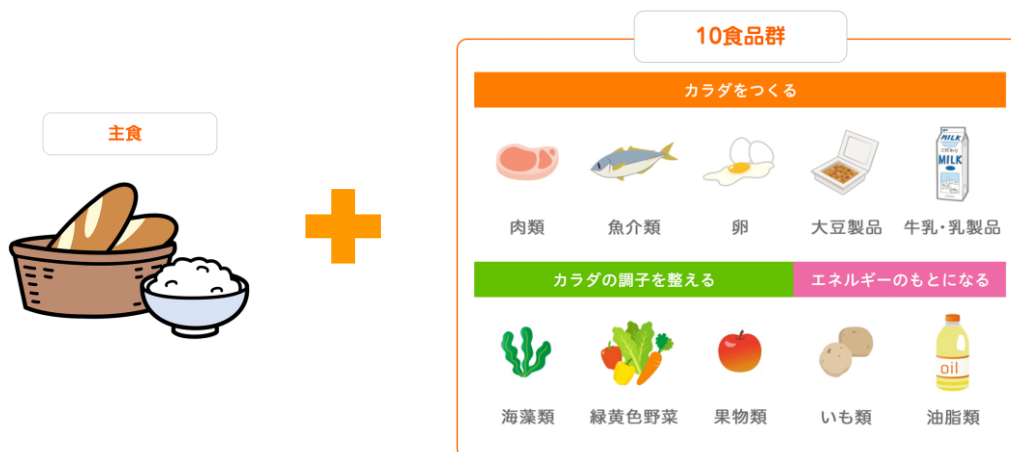 主食
10食品群
カラダをつくる
MILK
MILK
肉類
魚介類
卵
大豆製品
牛乳・乳製品
カラダの調子を整える
エネルギーのもとになる
oil
海藻類
緑黄色野菜
果物類
いも類
油脂類